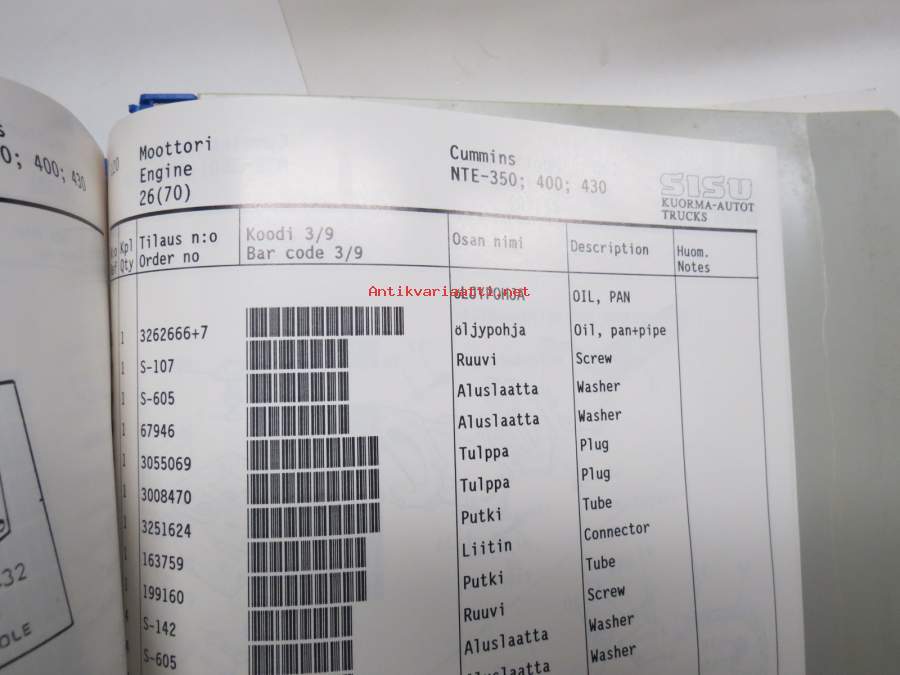 Moottori
Engine
26(70)
Cummins
NTE-350; 400; 430
SISU
KUORMA-AUTOT
TRUCKS
Kpl Qty
Tilaus n:o Order no
Koodi 3/9 Bar code 3/9
Osan nimi
Description
Huom. Notes
Antikvariaatti.net
OIL, PAN
1 3262666+7 öljypohja Oil, pan+pipe
1 S-107 Ruuvi Screw
1 S-605 Aluslaatta Washer
1 67946 Aluslaatta Washer
1 3055069 Tulppa Plug
1 3008470 Tulppa Plug
1 3251624 Putki Tube
1 163759 Liitin Connector
1 199160 Putki Tube
S-142 Ruuvi Screw
S-605 Aluslaatta Washer
Aluslaatta Washer
400; 430